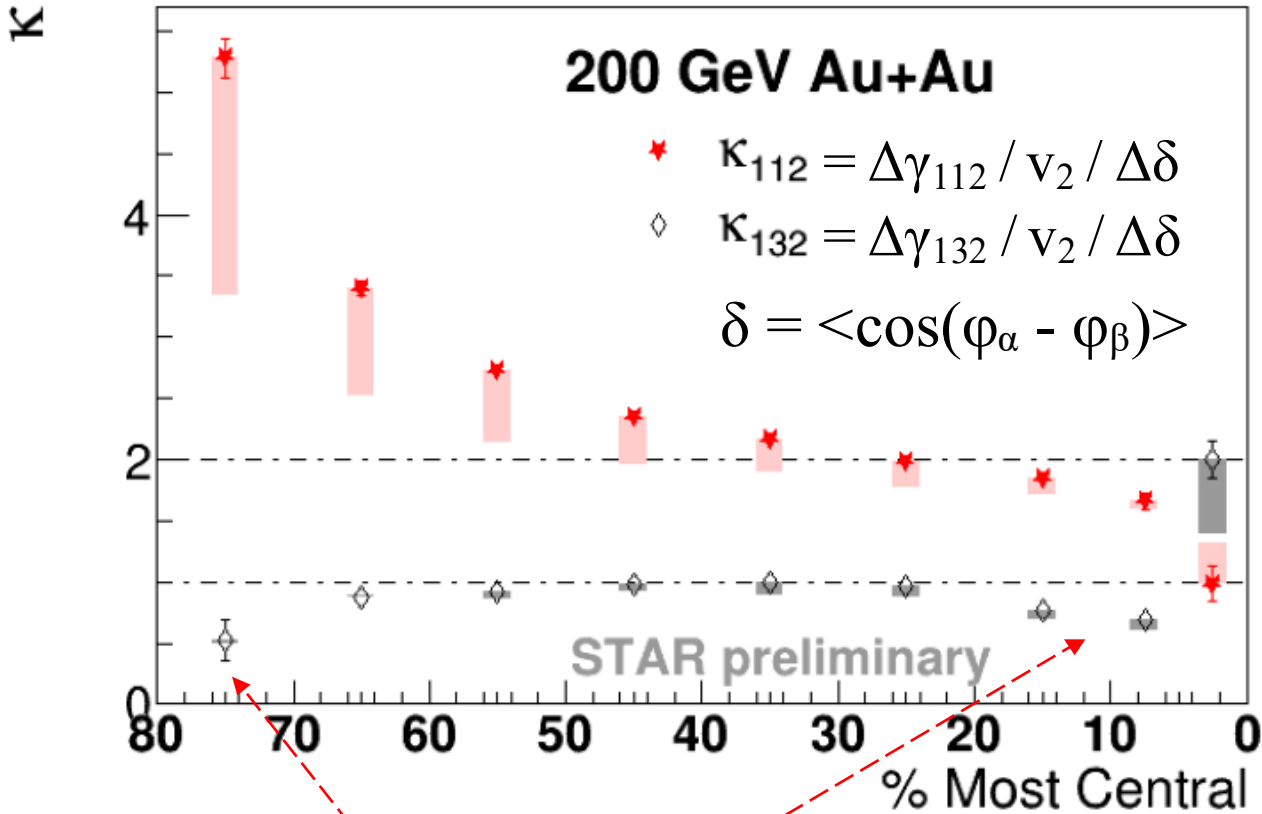 κ
200 GeV Au+Au
κ₁₁₂ = Δγ₁₁₂ / v₂ / Δδ
κ₁₃₂ = Δγ₁₃₂ / v₂ / Δδ
δ = <cos(φα - φβ)>
4
2
STAR preliminary
0
80 70 60 50 40 30 20 10 0
% Most Central